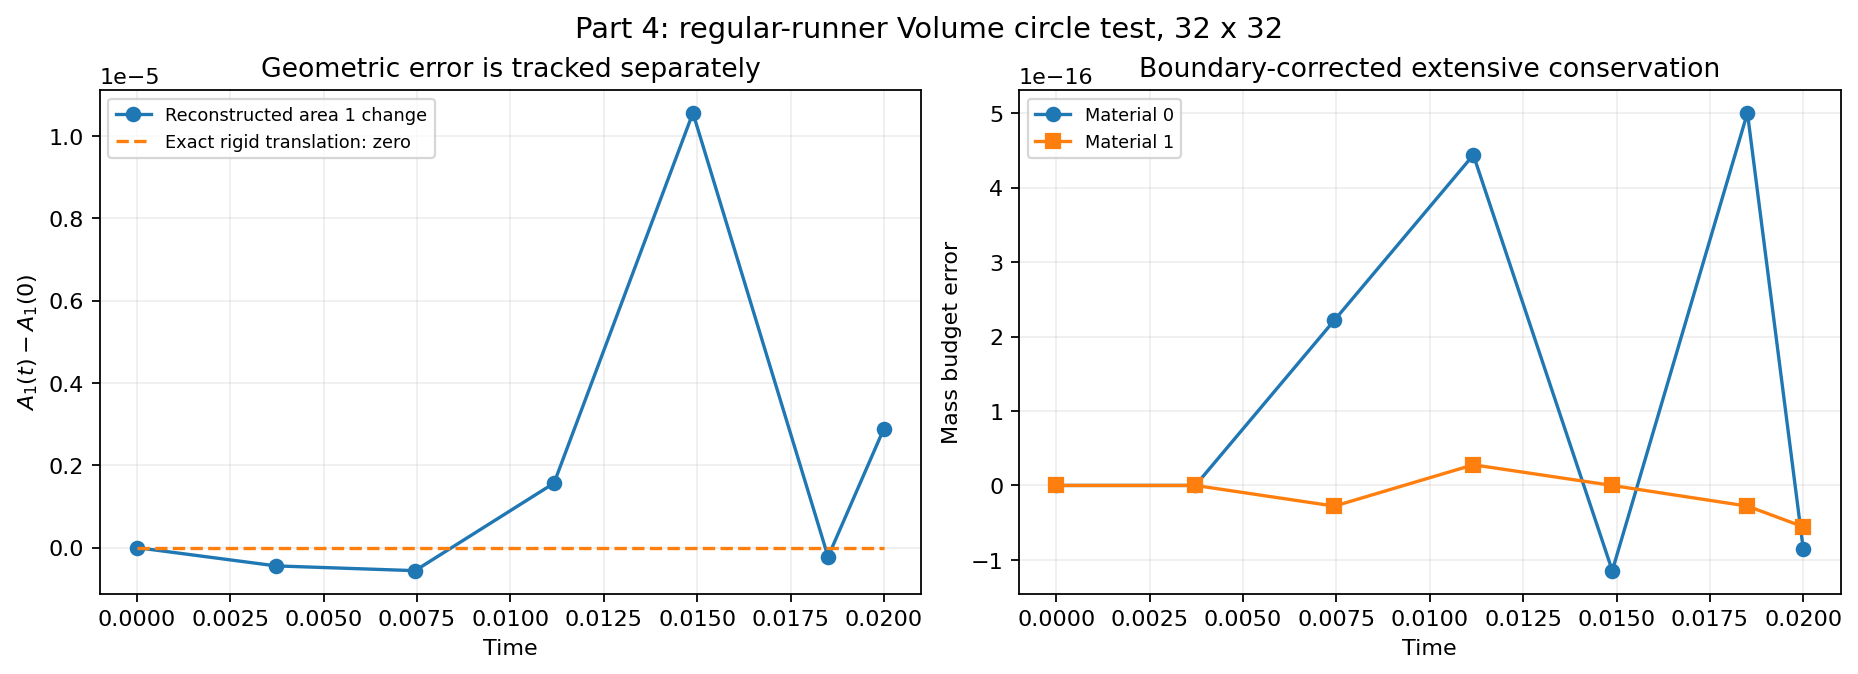 Part 4: regular-runner Volume circle test, 32 x 32
Geometric error is tracked separately
1e−5
Reconstructed area 1 change
Exact rigid translation: zero
1.0
0.8
0.6
0.4
0.2
0.0
A₁(t) − A₁(0)
0.0000 0.0025 0.0050 0.0075 0.0100 0.0125 0.0150 0.0175 0.0200
Time
Boundary-corrected extensive conservation
1e−16
Material 0
Material 1
5
4
3
2
1
0
−1
Mass budget error
0.0000 0.0025 0.0050 0.0075 0.0100 0.0125 0.0150 0.0175 0.0200
Time